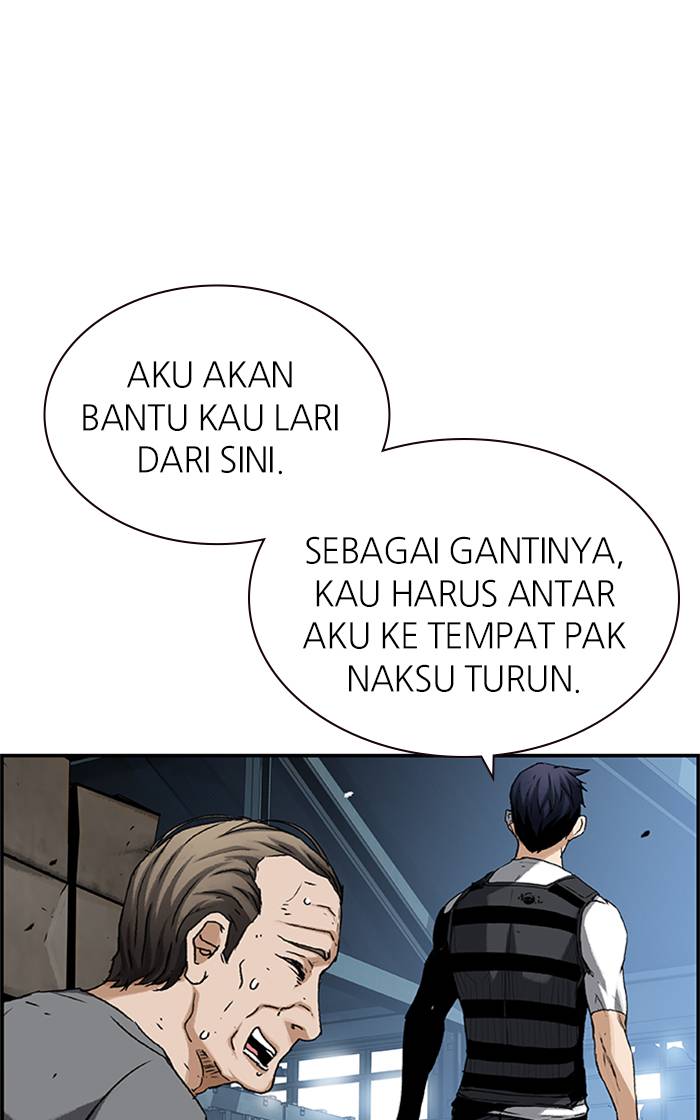 AKU AKAN
BANTU KAU LARI
DARI SINI.
SEBAGAI GANTINYA,
KAU HARUS ANTAR
AKU KE TEMPAT PAK
NAKSU TURUN.